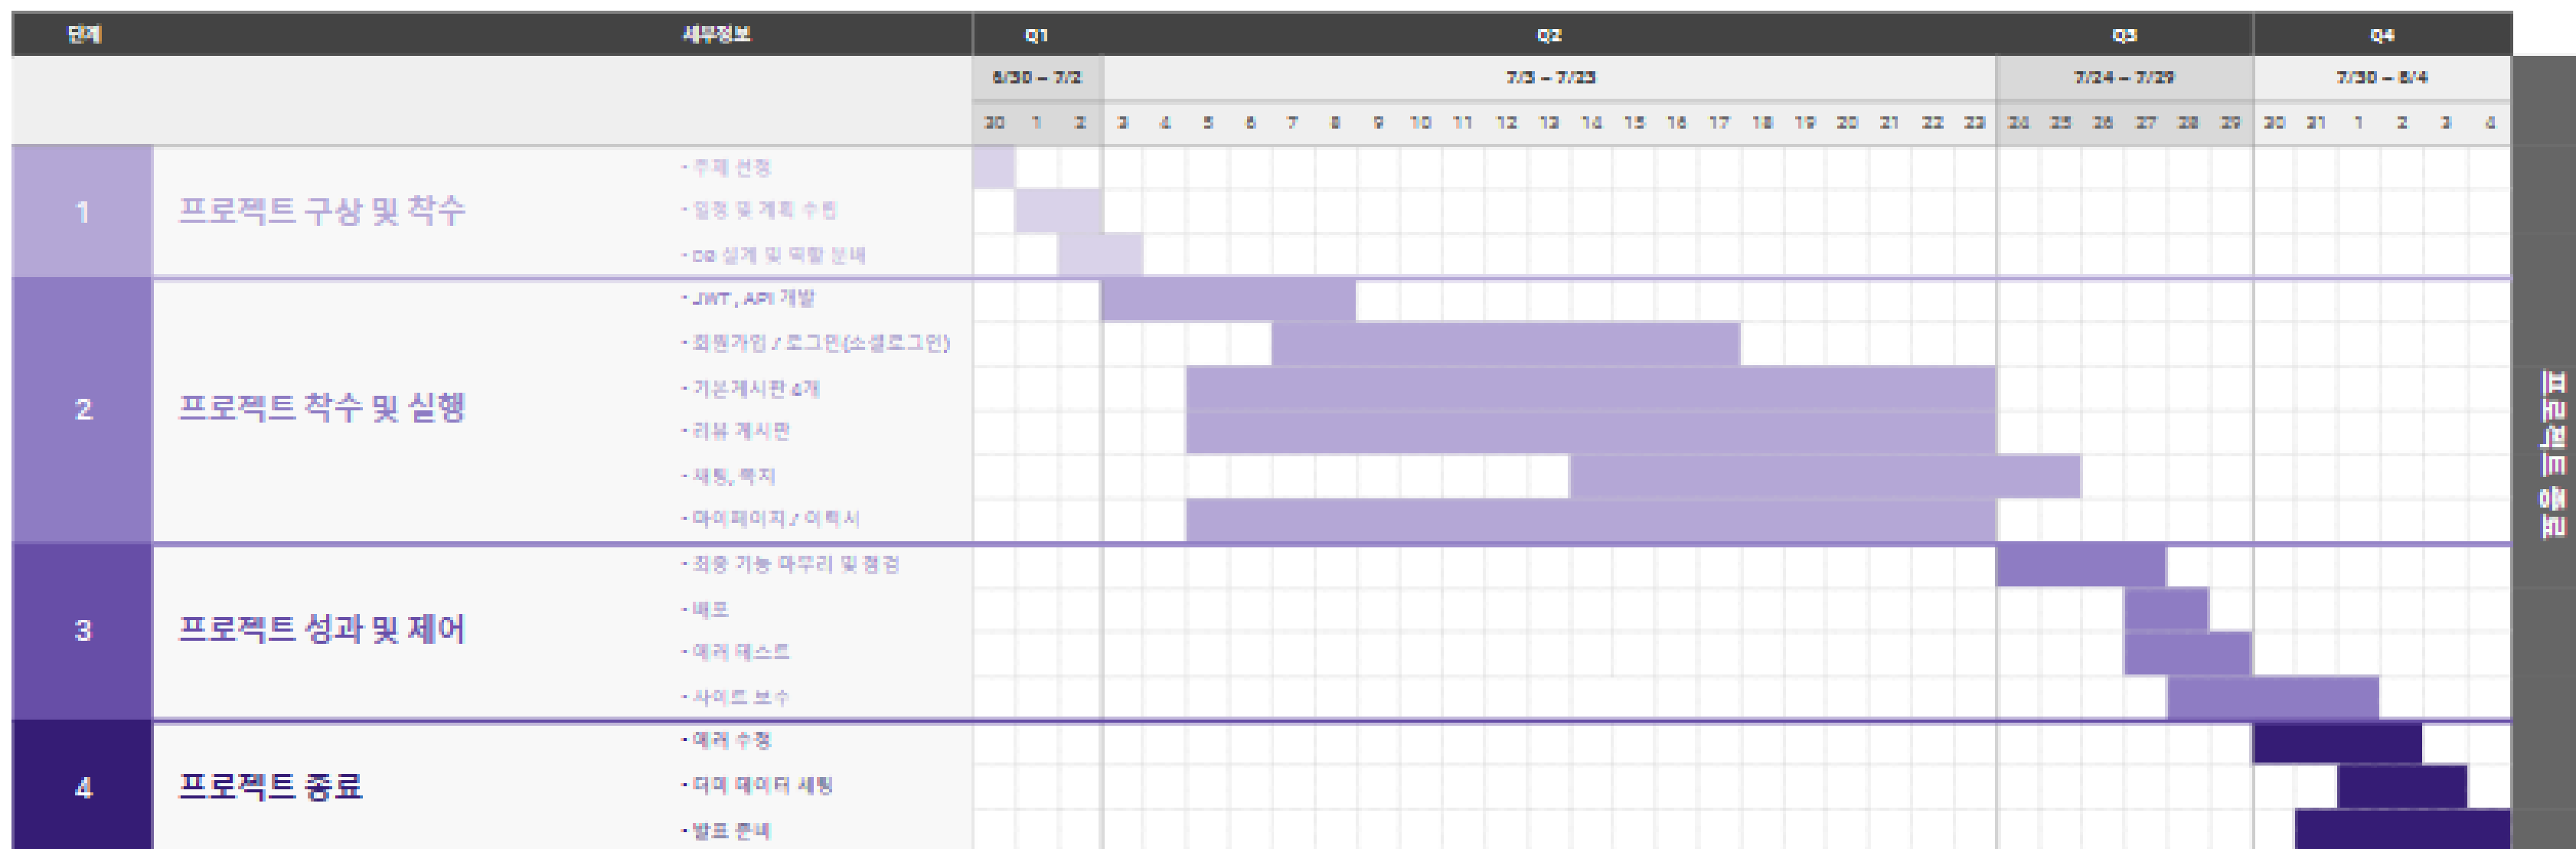 단계 세부정보 Q1 Q2 Q3 Q4
6/30 – 7/2 7/3 – 7/23 7/24 – 7/29 7/30 – 8/4
30 1 2 3 4 5 6 7 8 9 10 11 12 13 14 15 16 17 18 19 20 21 22 23 24 25 26 27 28 29 30 31 1 2 3 4
1 프로젝트 구상 및 착수
- 주제 선정
- 일정 및 계획 수립
- DB 설계 및 역할 분배
2 프로젝트 착수 및 실행
- JWT, API 개발
- 회원가입 / 로그인(소셜로그인)
- 기본게시판 4개
- 리뷰 게시판
- 채팅, 쪽지
- 마이페이지 / 이력서
3 프로젝트 성과 및 제어
- 최종 기능 마무리 및 점검
- 배포
- 에러 테스트
- 사이트 보수
4 프로젝트 종료
- 에러 수정
- 더미 데이터 세팅
- 발표 준비
프로젝트 종료